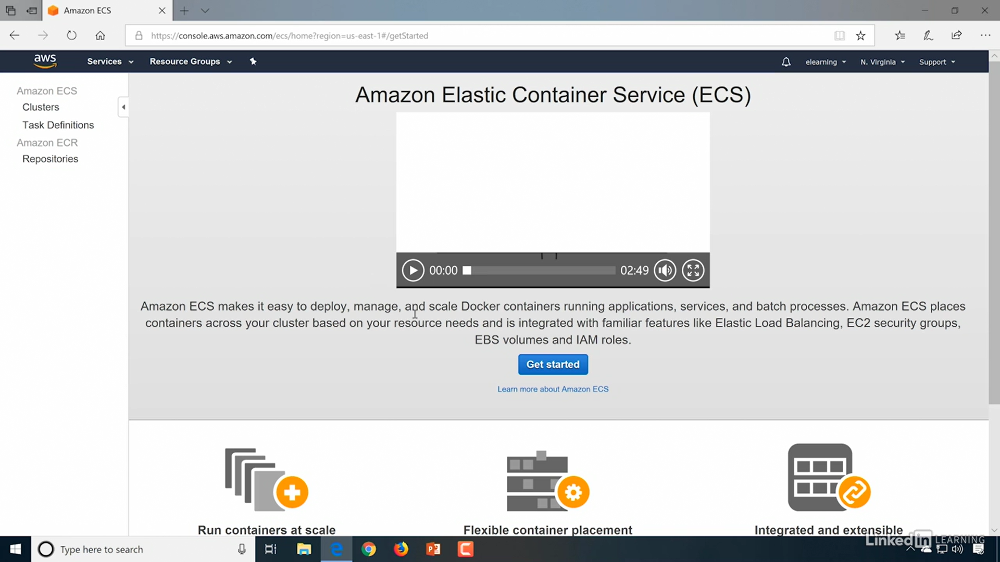 Amazon ECS
https://console.aws.amazon.com/ecs/home?region=us-east-1#/getStarted
aws
Services
Resource Groups
elearning
N. Virginia
Support
Amazon ECS
Clusters
Task Definitions
Amazon ECR
Repositories
Amazon Elastic Container Service (ECS)
00:00
02:49
Amazon ECS makes it easy to deploy, manage, and scale Docker containers running applications, services, and batch processes. Amazon ECS places
containers across your cluster based on your resource needs and is integrated with familiar features like Elastic Load Balancing, EC2 security groups,
EBS volumes and IAM roles.
Get started
Learn more about Amazon ECS
Run containers at scale
Flexible container placement
Integrated and extensible
LinkedIn LEARNING
Type here to search